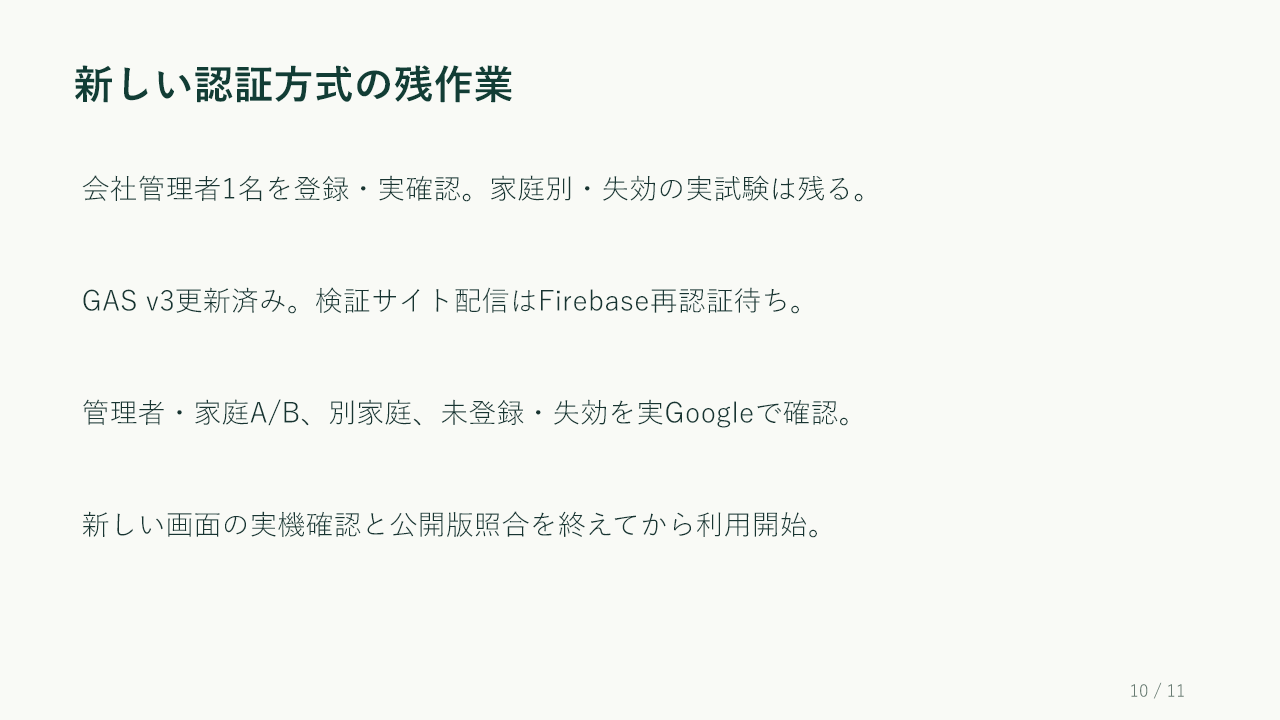 新しい認証方式の残作業
会社管理者1名を登録・実確認。家庭別・失効の実試験は残る。
GAS v3更新済み。検証サイト配信はFirebase再認証待ち。
管理者・家庭A/B、別家庭、未登録・失効を実Googleで確認。
新しい画面の実機確認と公開版照合を終えてから利用開始。
10 / 11